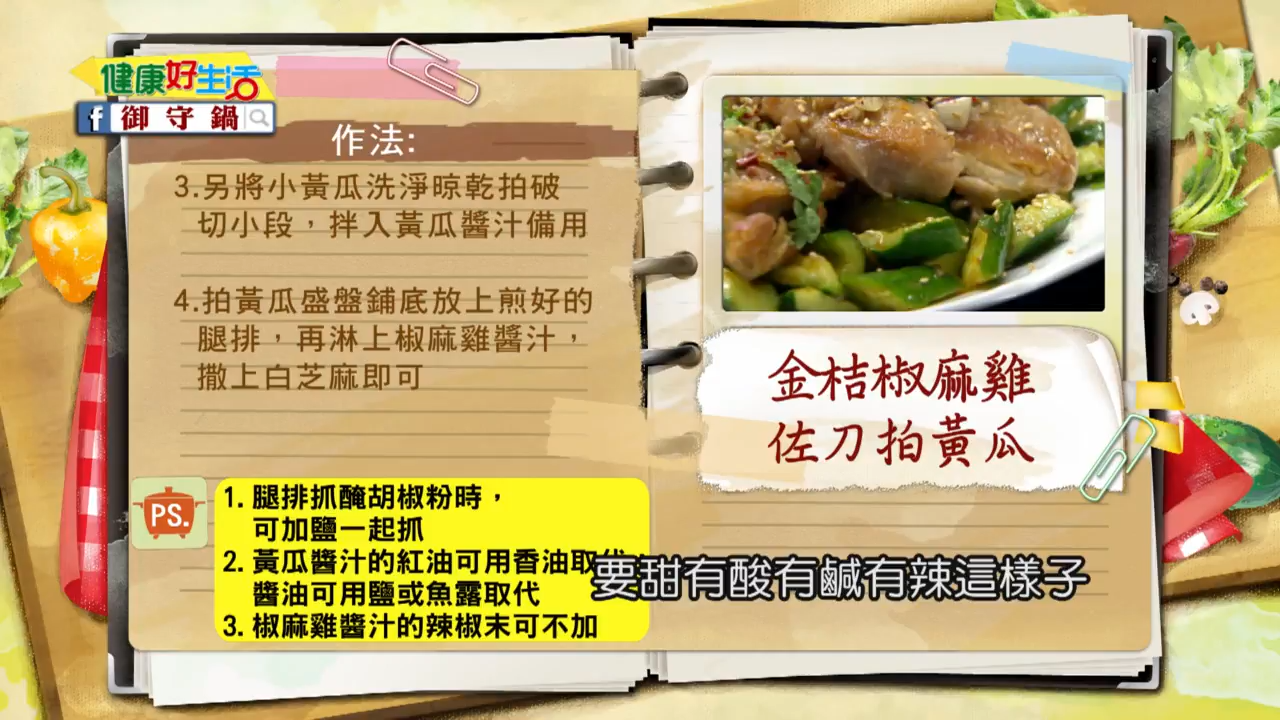 健康好生活
f 御守鍋
作法:
3.另將小黃瓜洗淨晾乾拍破
切小段，拌入黃瓜醬汁備用
4.拍黃瓜盛盤鋪底放上煎好的
腿排，再淋上椒麻雞醬汁，
撒上白芝麻即可
金桔椒麻雞
佐刀拍黃瓜
PS.
1. 腿排抓醃胡椒粉時，
可加鹽一起抓
2. 黃瓜醬汁的紅油可用香油取代
醬油可用鹽或魚露取代
3. 椒麻雞醬汁的辣椒末可不加
要甜有酸有鹹有辣這樣子